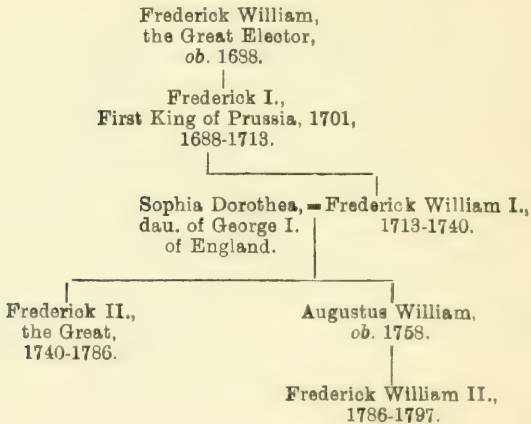 Frederick William,
the Great Elector,
ob. 1688.
Frederick I.,
First King of Prussia, 1701,
1688-1713.
Sophia Dorothea, = Frederick William I.,
dau. of George I. 1713-1740.
of England.
Frederick II., Augustus William,
the Great, ob. 1758.
1740-1786.
Frederick William II.,
1786-1797.